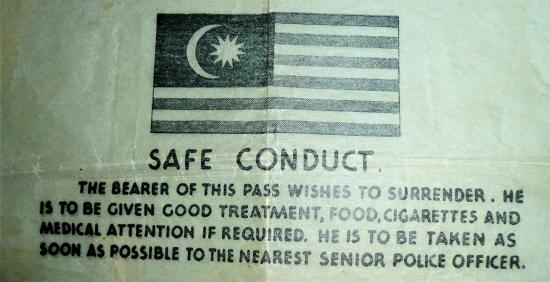 SAFE CONDUCT.
THE BEARER OF THIS PASS WISHES TO SURRENDER. HE
IS TO BE GIVEN GOOD TREATMENT, FOOD, CIGARETTES AND
MEDICAL ATTENTION IF REQUIRED. HE IS TO BE TAKEN AS
SOON AS POSSIBLE TO THE NEAREST SENIOR POLICE OFFICER.